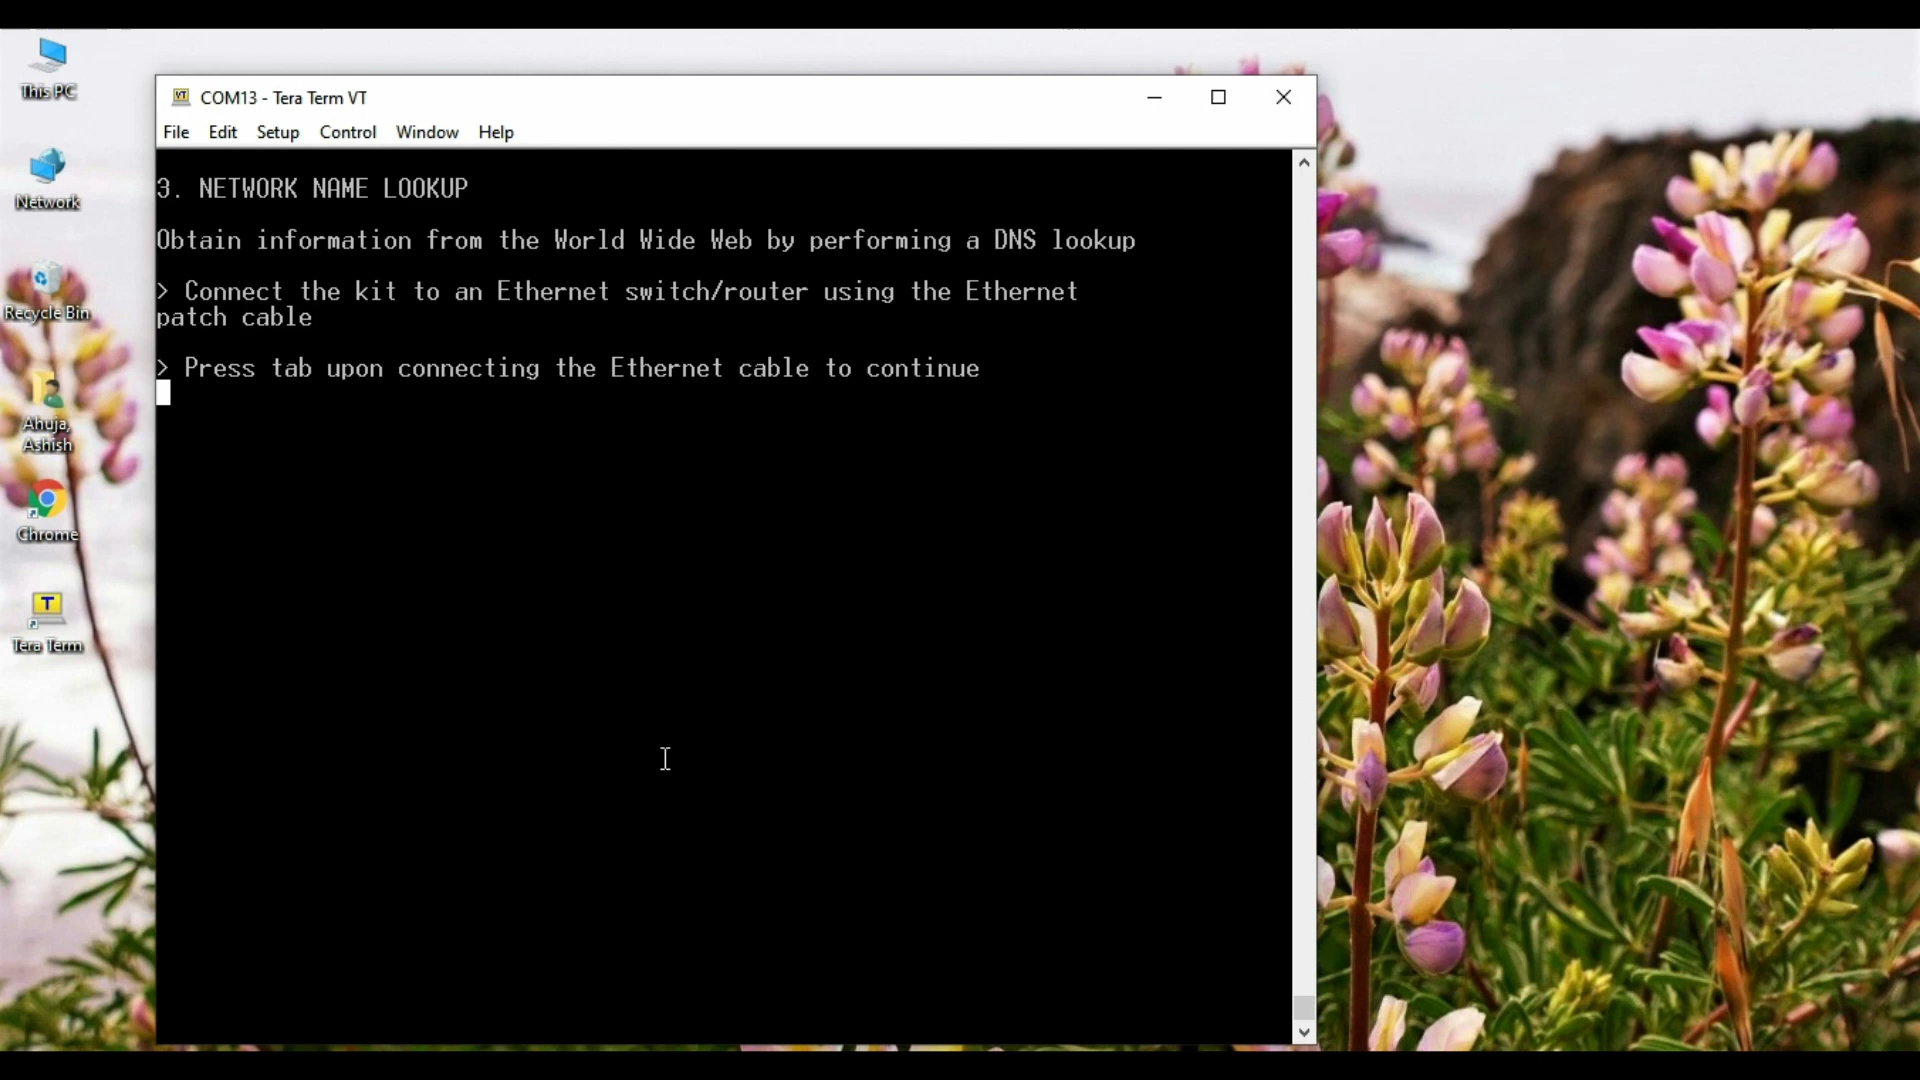 This PC
Network
Recycle Bin
Ahuja,
Ashish
Chrome
T
Tera Term
VT
COM13 - Tera Term VT
File Edit Setup Control Window Help
3. NETWORK NAME LOOKUP
Obtain information from the World Wide Web by performing a DNS lookup
> Connect the kit to an Ethernet switch/router using the Ethernet
patch cable
> Press tab upon connecting the Ethernet cable to continue